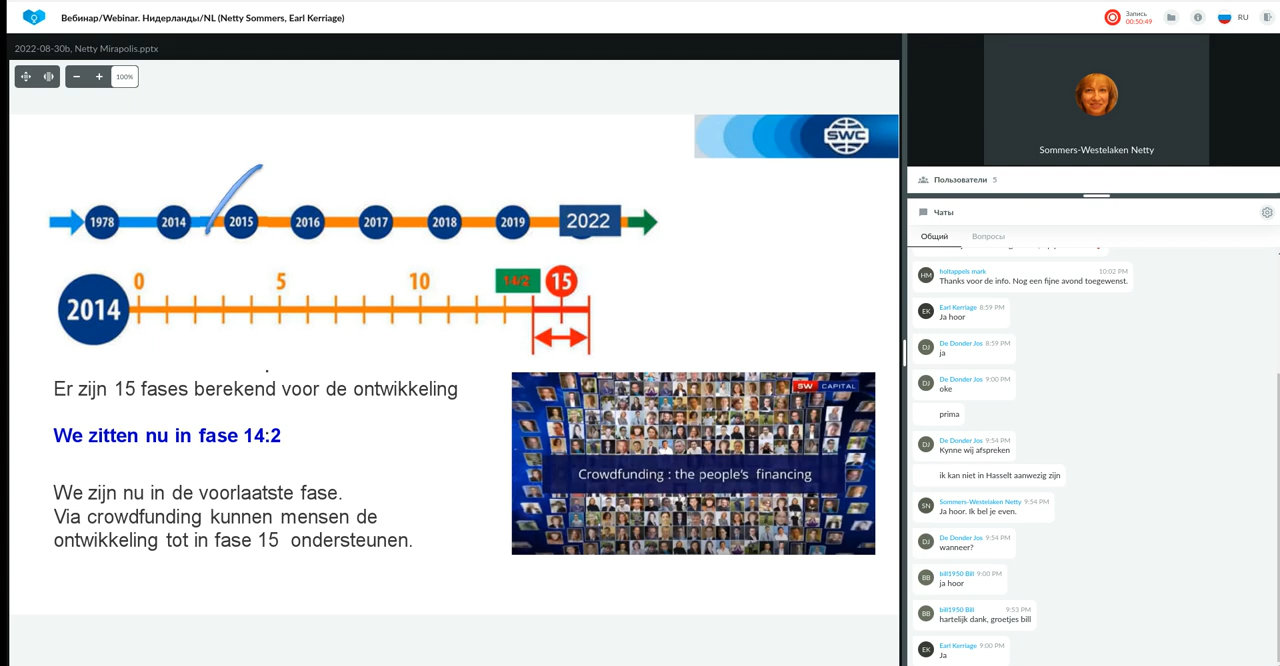 Вебинар/Webinar. Нидерланды/NL (Netty Sommers, Earl Kerriage)
Запись
00:50:49
RU
2022-08-30b, Netty Mirapolis.pptx
100%
SWC
1978 2014 2015 2016 2017 2018 2019 2022
0 5 10 14:2 15
2014
Er zijn 15 fases berekend voor de ontwikkeling
We zitten nu in fase 14:2
We zijn nu in de voorlaatste fase.
Via crowdfunding kunnen mensen de
ontwikkeling tot in fase 15 ondersteunen.
SW CAPITAL
Crowdfunding : the people's financing
Sommers-Westelaken Netty
Пользователи 5
Чаты
Общий Вопросы
HM holtappels mark 10:02 PM
Thanks voor de info. Nog een fijne avond toegewenst.
EK Earl Kerriage 8:59 PM
Ja hoor
DJ De Donder Jos 8:59 PM
ja
DJ De Donder Jos 9:00 PM
oke
prima
DJ De Donder Jos 9:54 PM
Kynne wij afspreken
ik kan niet in Hasselt aanwezig zijn
SN Sommers-Westelaken Netty 9:54 PM
Ja hoor. Ik bel je even.
DJ De Donder Jos 9:54 PM
wanneer?
BB bill1950 Bill 9:00 PM
ja hoor
BB bill1950 Bill 9:53 PM
hartelijk dank, groetjes bill
EK Earl Kerriage 9:00 PM
Ja